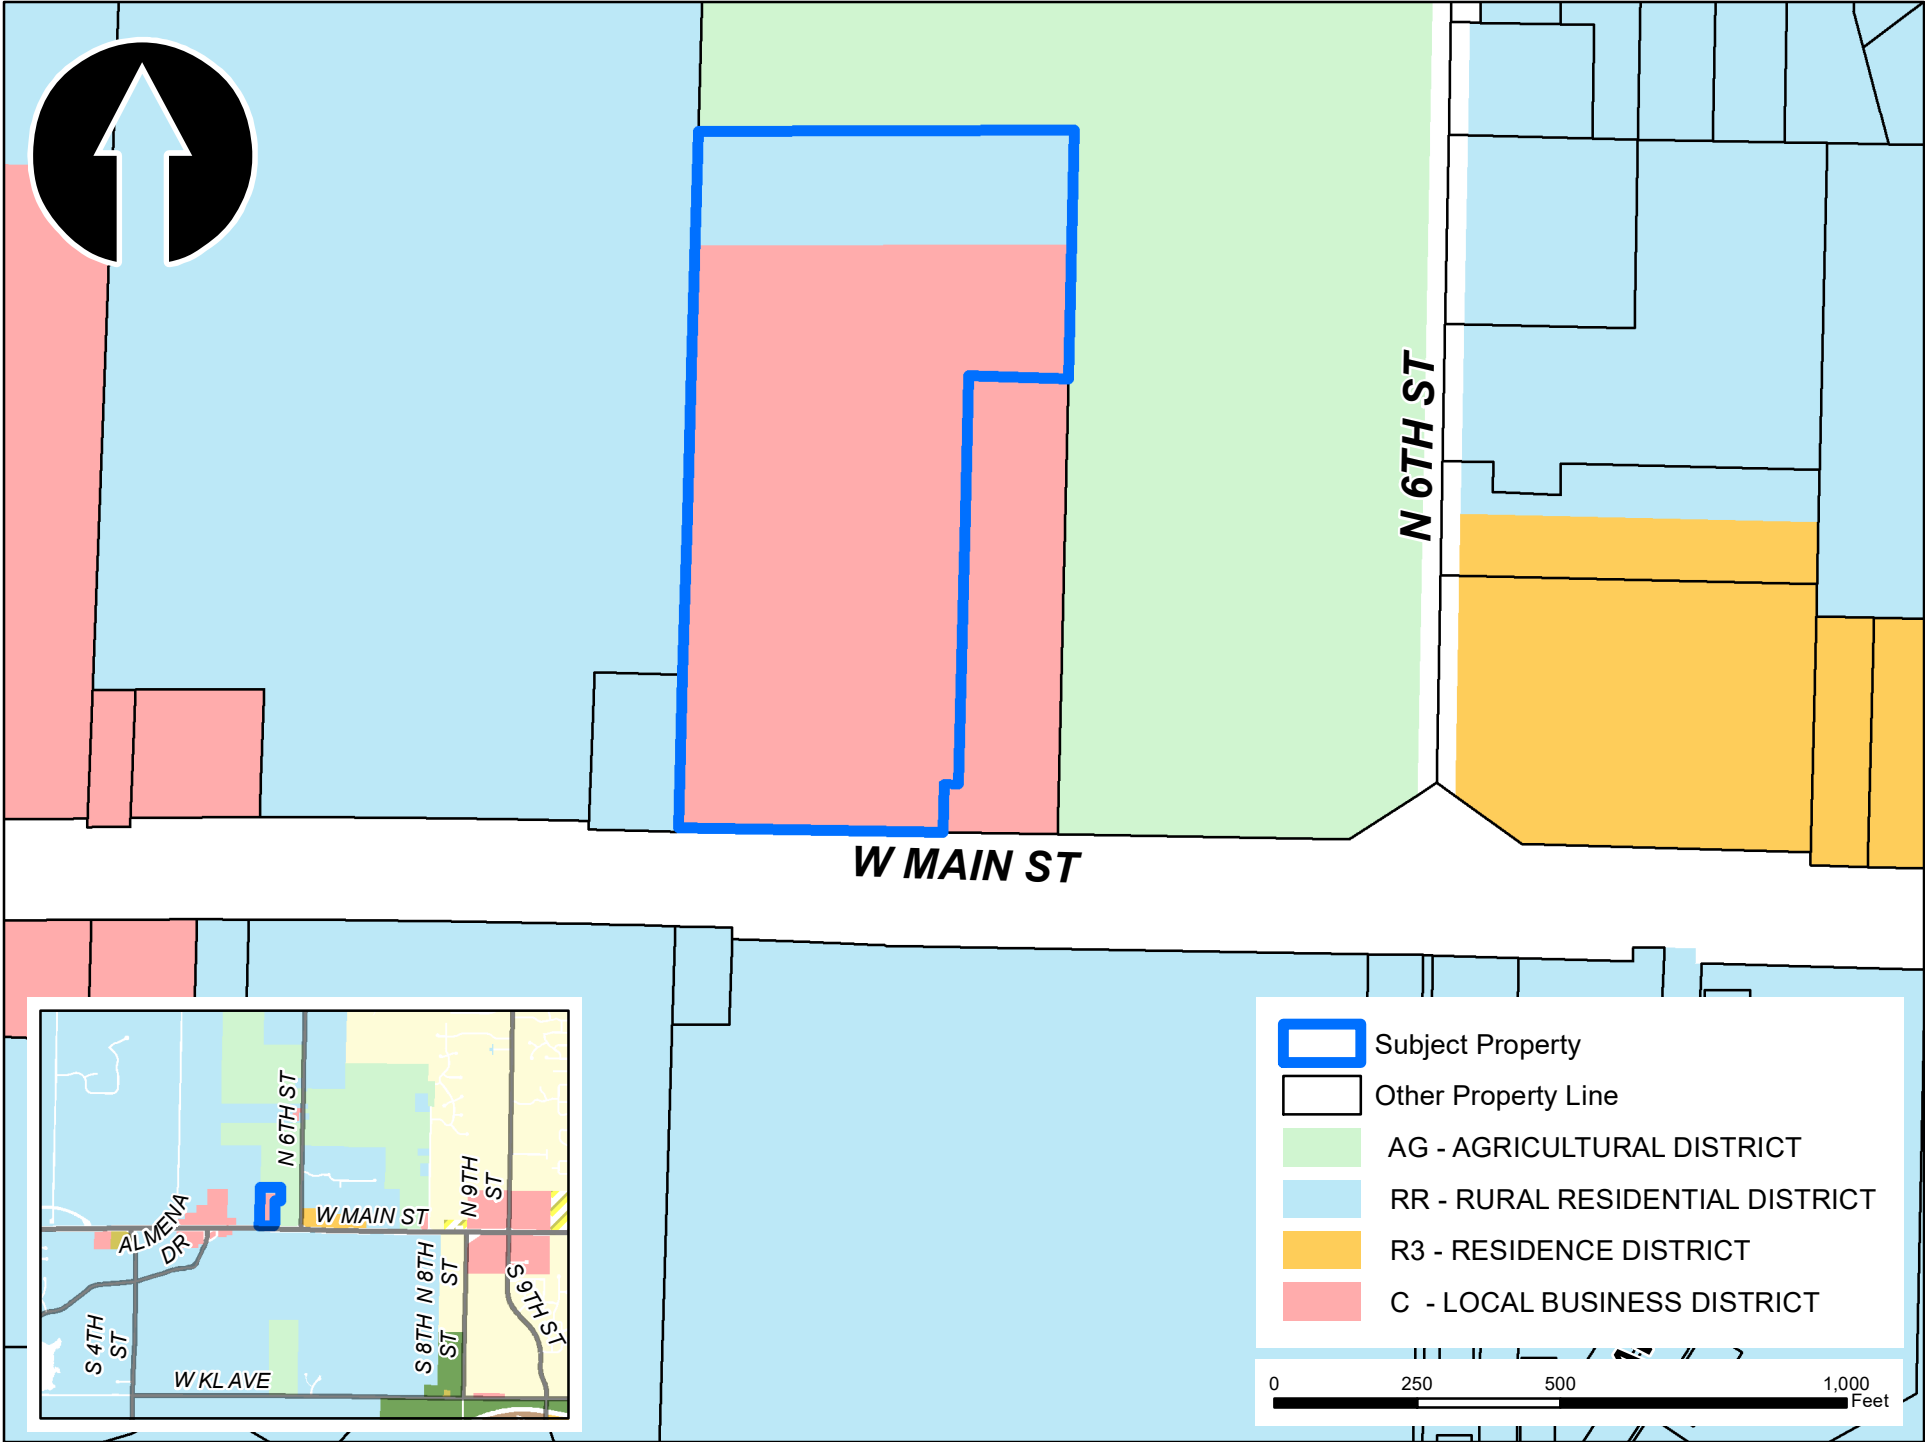 N 6TH ST
W MAIN ST
N 6TH ST
N 9TH
ST
W MAIN ST
ALMENA
DR
S 4TH
ST
S 8TH
ST
N 8TH
ST
S 9TH ST
W KL AVE
Subject Property
Other Property Line
AG - AGRICULTURAL DISTRICT
RR - RURAL RESIDENTIAL DISTRICT
R3 - RESIDENCE DISTRICT
C - LOCAL BUSINESS DISTRICT
0 250 500 1,000
Feet